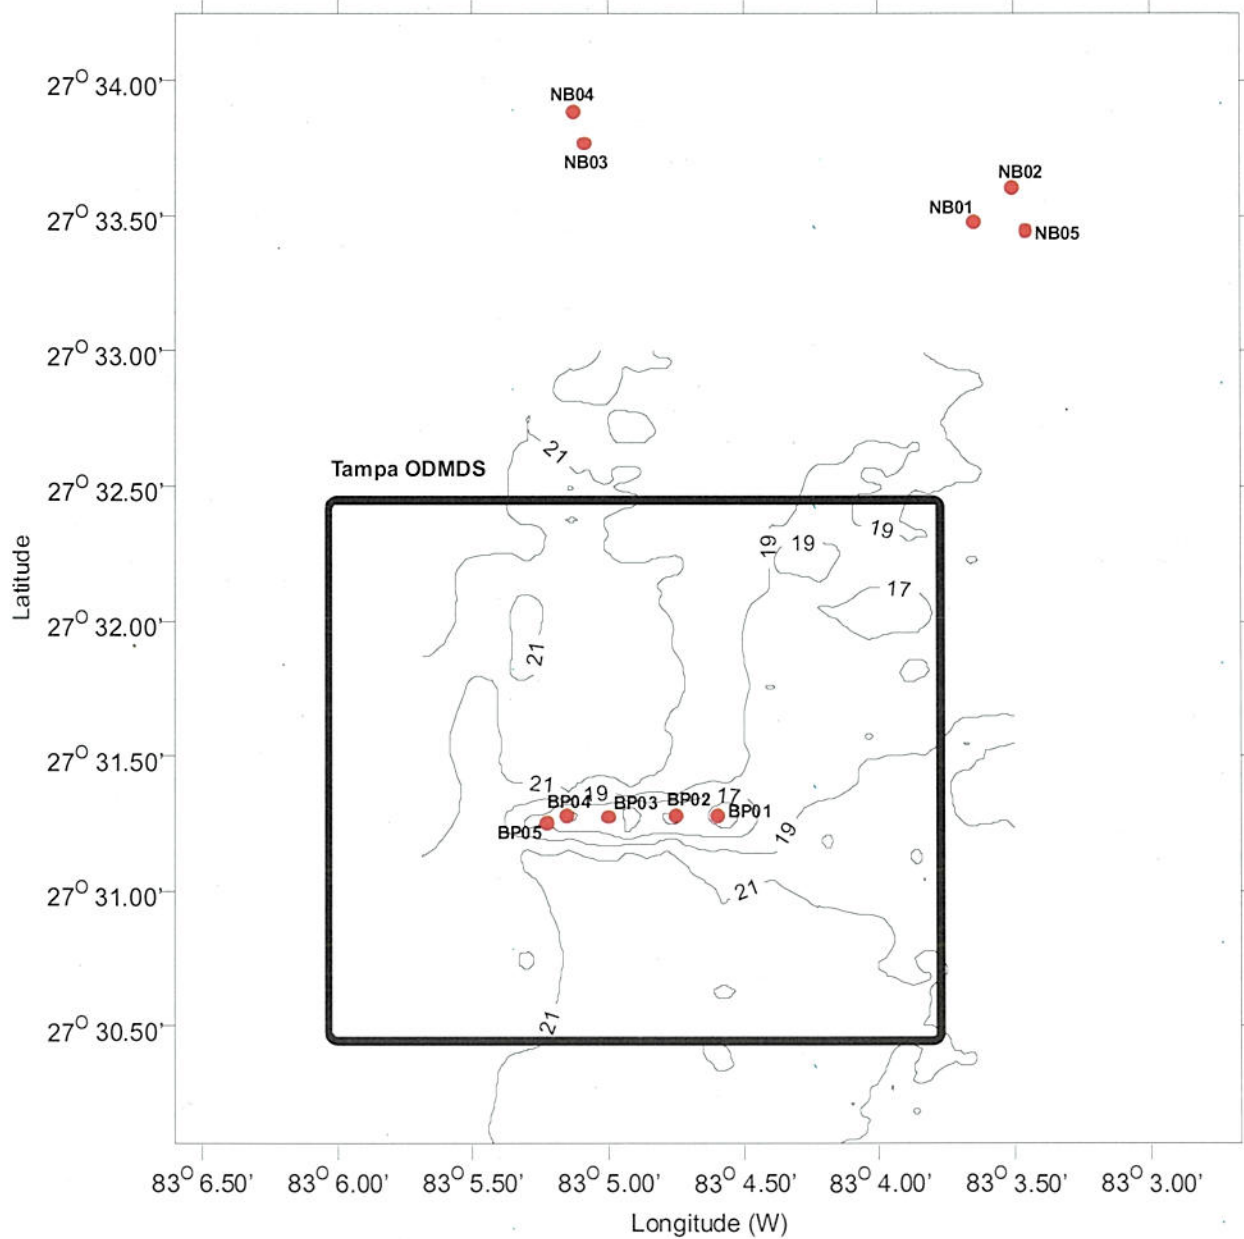 27° 34.00'
NB04
NB03
NB02
NB01
27° 33.50'
NB05
27° 33.00'
21
Tampa ODMDS
27° 32.50'
19
19
19
17
27° 32.00'
Latitude
21
27° 31.50'
21
19
17
BP04
BP03
BP02
BP01
BP05
19
27° 31.00'
21
21
27° 30.50'
83° 6.50'
83° 6.00'
83° 5.50'
83° 5.00'
83° 4.50'
83° 4.00'
83° 3.50'
83° 3.00'
Longitude (W)